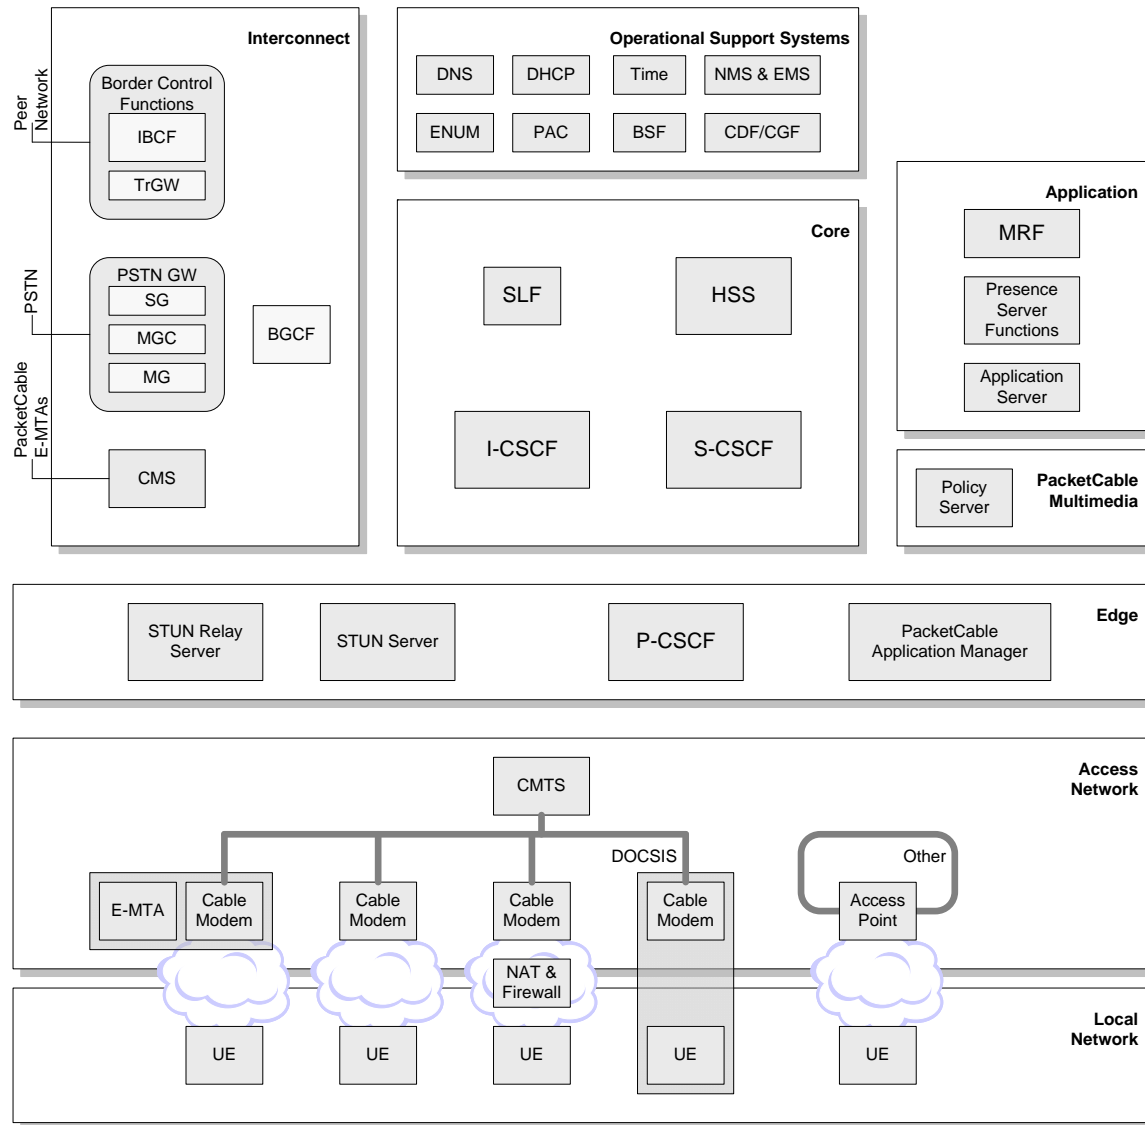 Interconnect
Peer
Network
Border Control
Functions
IBCF
TrGW
PSTN
PSTN GW
SG
MGC
MG
BGCF
PacketCable
E-MTAs
CMS
Operational Support Systems
DNS
DHCP
Time
NMS & EMS
ENUM
PAC
BSF
CDF/CGF
Core
SLF
HSS
I-CSCF
S-CSCF
Application
MRF
Presence
Server
Functions
Application
Server
PacketCable
Multimedia
Policy
Server
Edge
STUN Relay
Server
STUN Server
P-CSCF
PacketCable
Application Manager
Access
Network
CMTS
DOCSIS
Other
E-MTA
Cable
Modem
Cable
Modem
Cable
Modem
Cable
Modem
Access
Point
NAT &
Firewall
Local
Network
UE
UE
UE
UE
UE